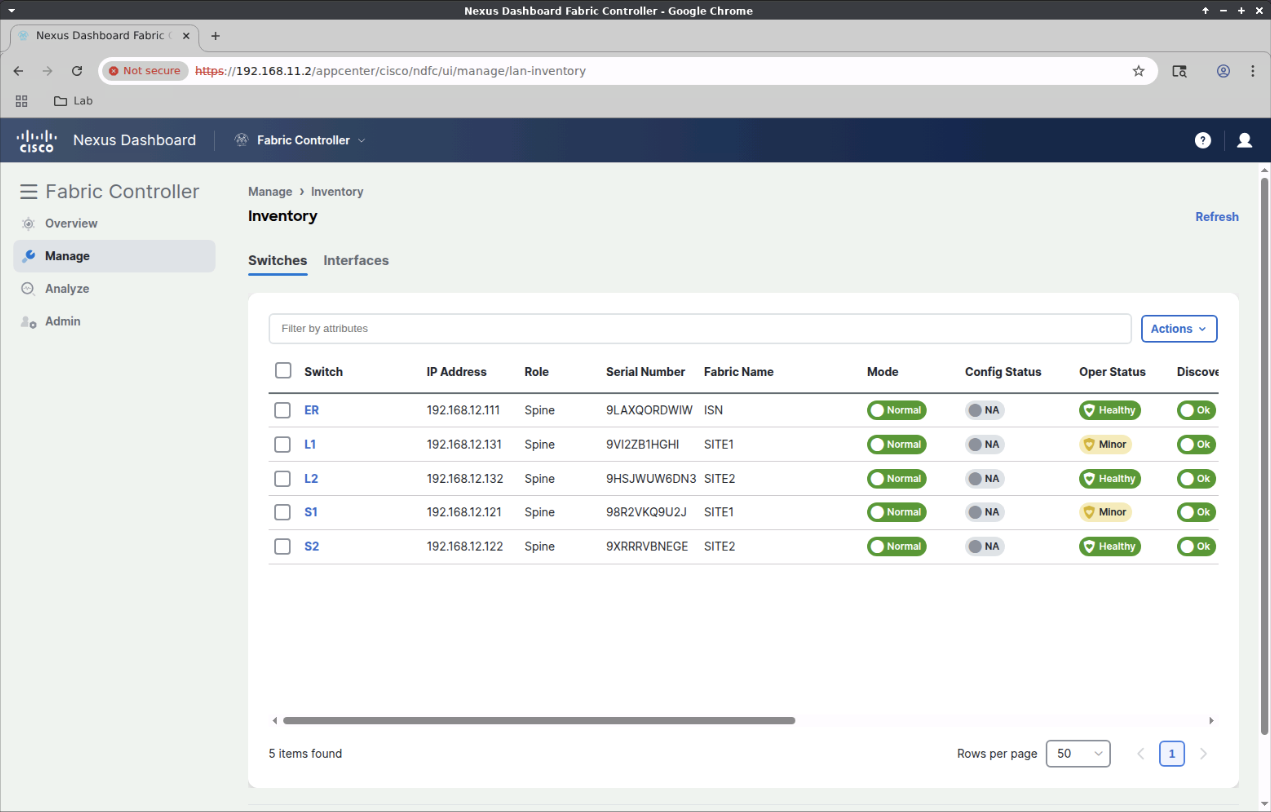 Nexus Dashboard Fabric Controller - Google Chrome
Nexus Dashboard Fabric C
Not secure https://192.168.11.2/appcenter/cisco/ndfc/ui/manage/lan-inventory
Lab
CISCO Nexus Dashboard Fabric Controller ?
Fabric Controller
Overview
Manage
Analyze
Admin
Manage > Inventory
Inventory Refresh
Switches Interfaces
Filter by attributes Actions
Switch IP Address Role Serial Number Fabric Name Mode Config Status Oper Status Discove
ER 192.168.12.111 Spine 9LAXQORDWIW ISN Normal NA Healthy Ok
L1 192.168.12.131 Spine 9VI2ZB1HGHI SITE1 Normal NA Minor Ok
L2 192.168.12.132 Spine 9HSJWUW6DN3 SITE2 Normal NA Healthy Ok
S1 192.168.12.121 Spine 98R2VKQ9U2J SITE1 Normal NA Minor Ok
S2 192.168.12.122 Spine 9XRRRVBNEGE SITE2 Normal NA Healthy Ok
5 items found Rows per page 50 1